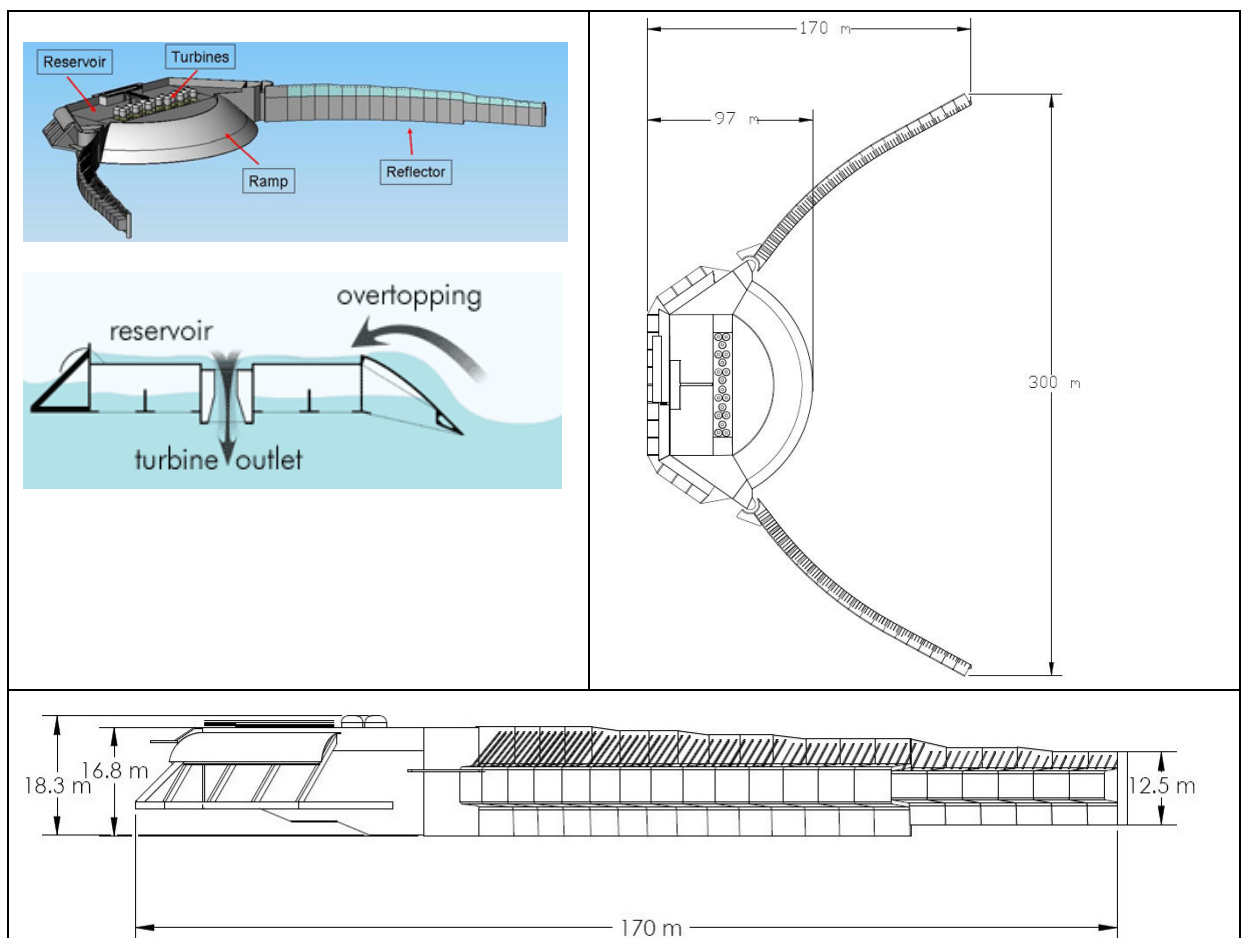 Reservoir
Turbines
Ramp
Reflector
overtopping
reservoir
turbine outlet
170 m
97 m
300 m
18.3 m
16.8 m
12.5 m
170 m